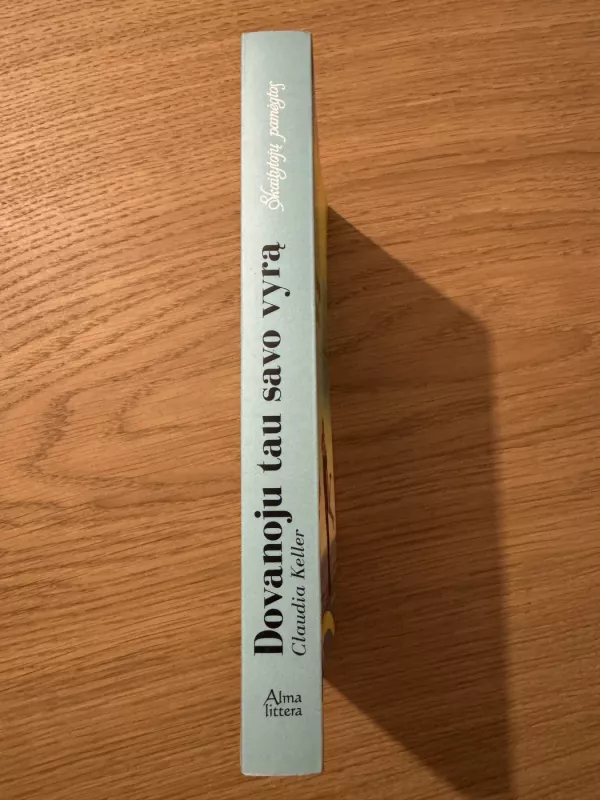 Skaitytojų pamėgtos
Dovanoju tau savo vyrą
Claudia Keller
Alma
littera